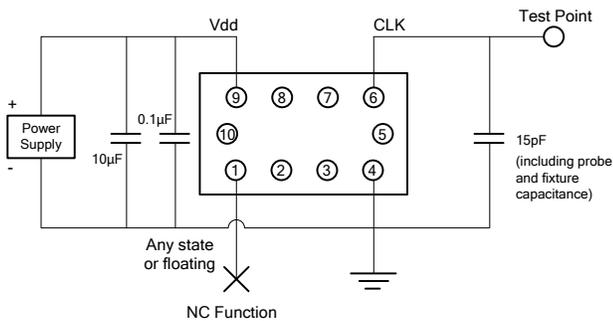 Vdd
CLK
Test Point
+
Power
Supply
-
10µF
0.1µF
9
8
7
6
10
5
1
2
3
4
15pF
(including probe
and fixture
capacitance)
Any state
or floating
NC Function